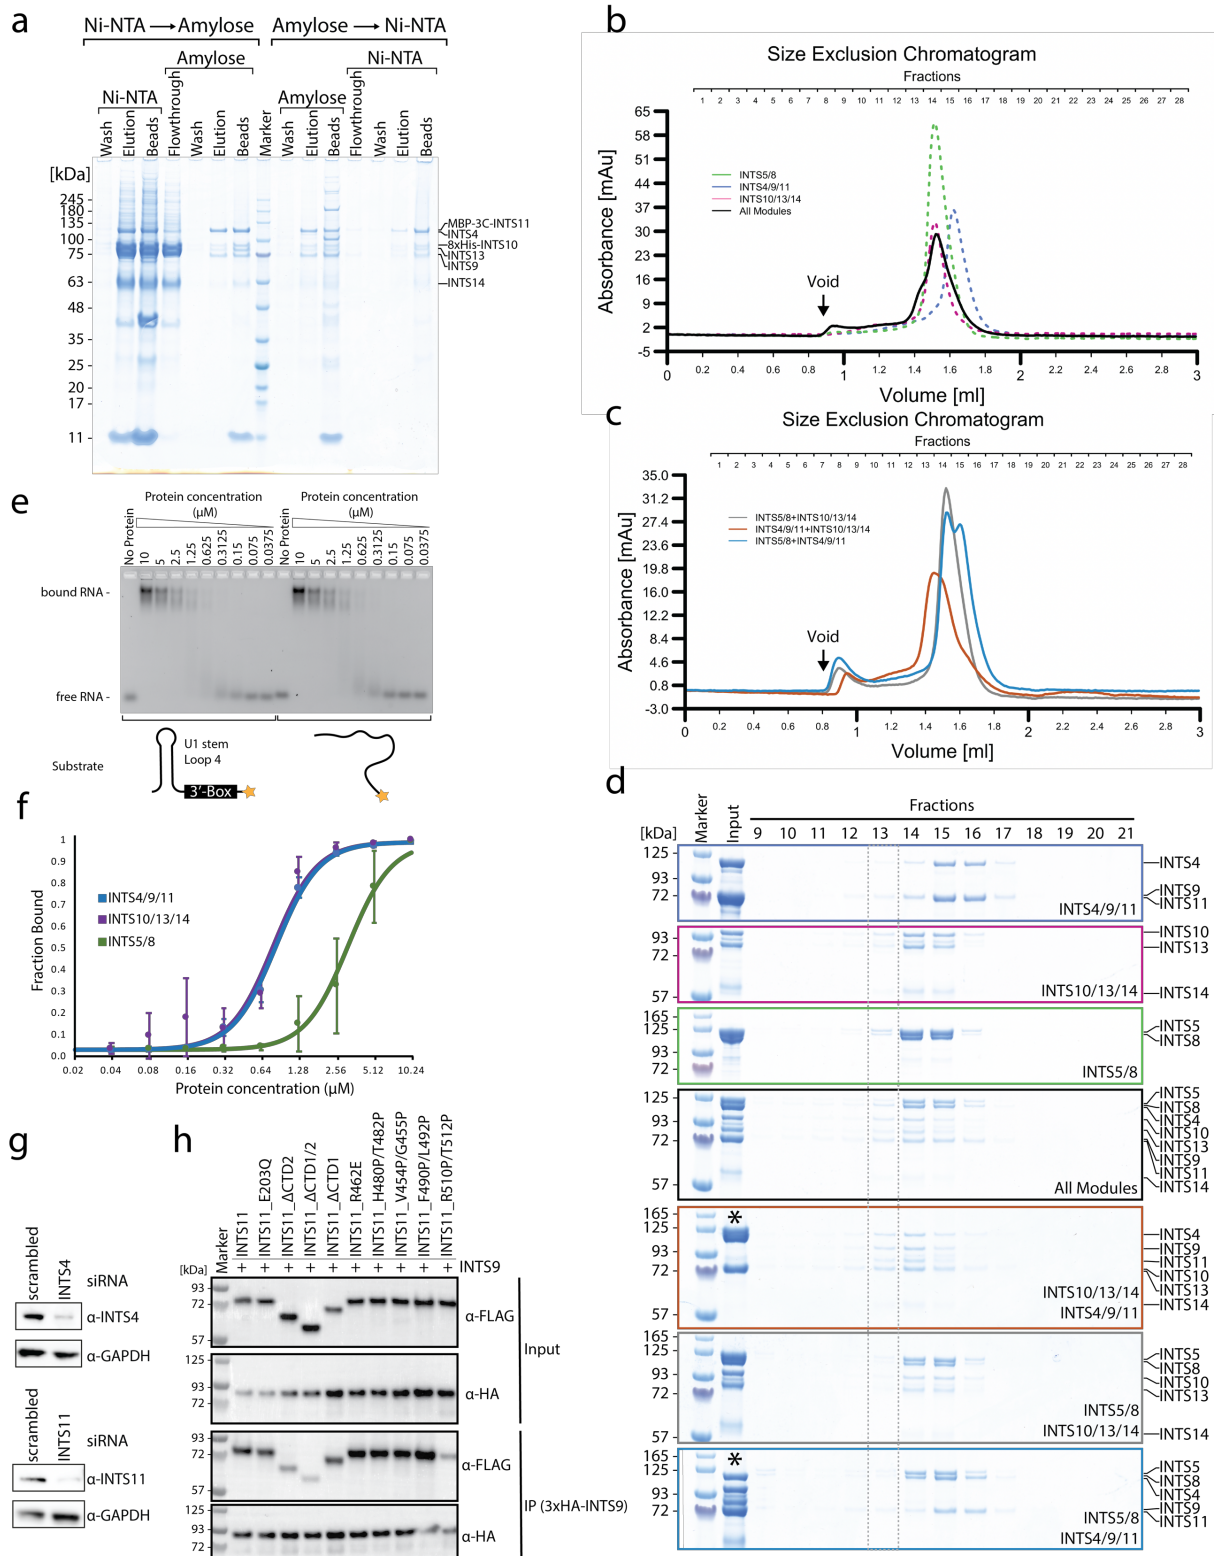 a
Ni-NTA → Amylose
Amylose → Ni-NTA
Amylose
Ni-NTA
Ni-NTA
Amylose
Wash
Elution
Beads
Flowthrough
Wash
Elution
Beads
Marker
Wash
Elution
Beads
Flowthrough
Wash
Elution
Beads
[kDa]
245
180
135
100
75
63
48
35
25
20
17
11
MBP-3C-INTS11
INTS4
8xHis-INTS10
INTS13
INTS9
INTS14
b
Size Exclusion Chromatogram
Fractions
1 2 3 4 5 6 7 8 9 10 11 12 13 14 15 16 17 18 19 20 21 22 23 24 25 26 27 28
65
58
51
44
37
30
23
16
9
2
-5
Absorbance [mAu]
INTS5/8
INTS4/9/11
INTS10/13/14
All Modules
Void
0 0.2 0.4 0.6 0.8 1 1.2 1.4 1.6 1.8 2 2.2 2.4 2.6 2.8 3
Volume [ml]
c
Size Exclusion Chromatogram
Fractions
1 2 3 4 5 6 7 8 9 10 11 12 13 14 15 16 17 18 19 20 21 22 23 24 25 26 27 28
35.0
31.2
27.4
23.6
19.8
16.0
12.2
8.4
4.6
0.8
-3.0
Absorbance [mAu]
INTS5/8+INTS10/13/14
INTS4/9/11+INTS10/13/14
INTS5/8+INTS4/9/11
Void
0 0.2 0.4 0.6 0.8 1 1.2 1.4 1.6 1.8 2 2.2 2.4 2.6 2.8 3
Volume [ml]
e
Protein concentration
(μM)
Protein concentration
(μM)
No Protein
10
5
2.5
1.25
0.625
0.3125
0.15
0.075
0.0375
No Protein
10
5
2.5
1.25
0.625
0.3125
0.15
0.075
0.0375
bound RNA -
free RNA -
Substrate
U1 stem
Loop 4
3'-Box
f
1
0.9
0.8
0.7
0.6
0.5
0.4
0.3
0.2
0.1
0.0
Fraction Bound
INTS4/9/11
INTS10/13/14
INTS5/8
0.02 0.04 0.08 0.16 0.32 0.64 1.28 2.56 5.12 10.24
Protein concentration (μM)
d
Fractions
[kDa]
Marker
Input
9 10 11 12 13 14 15 16 17 18 19 20 21
125
93
72
INTS4/9/11
INTS4
INTS9
INTS11
93
72
57
INTS10/13/14
INTS10
INTS13
INTS14
165
125
93
72
INTS5/8
INTS5
INTS8
125
93
72
57
All Modules
INTS5
INTS8
INTS4
INTS10
INTS13
INTS9
INTS11
INTS14
165
125
93
72
57
*
INTS10/13/14
INTS4/9/11
INTS4
INTS9
INTS11
INTS10
INTS13
INTS14
165
125
93
72
57
INTS5/8
INTS10/13/14
INTS5
INTS8
INTS10
INTS13
INTS14
165
125
93
72
*
INTS5/8
INTS4/9/11
INTS5
INTS8
INTS4
INTS9
INTS11
g
scrambled
INTS4
siRNA
α-INTS4
α-GAPDH
scrambled
INTS11
siRNA
α-INTS11
α-GAPDH
h
Marker
INTS11
INTS11_E203Q
INTS11_ΔCTD2
INTS11_ΔCTD1/2
INTS11_ΔCTD1
INTS11_R462E
INTS11_H480P/T482P
INTS11_V454P/G455P
INTS11_F490P/L492P
INTS11_R510P/T512P
[kDa]
+ + + + + + + + + + INTS9
93
72
57
α-FLAG
125
93
72
α-HA
Input
93
72
57
α-FLAG
125
93
72
α-HA
IP (3xHA-INTS9)